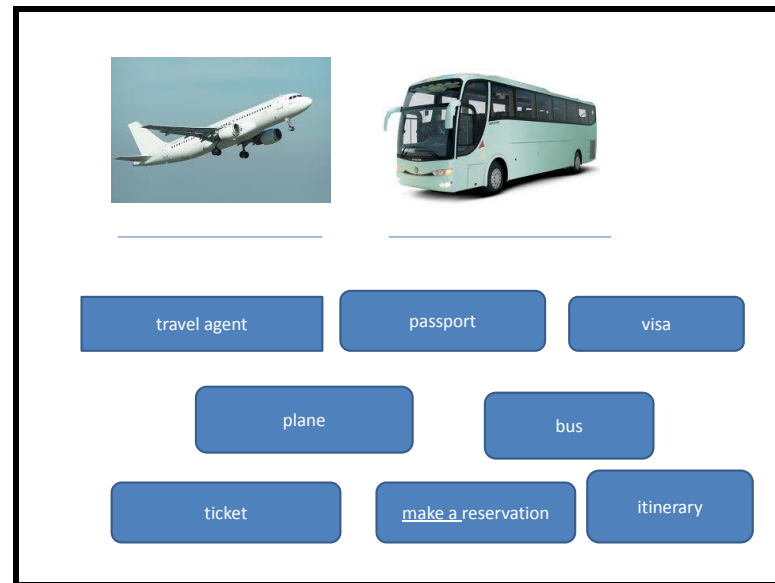 travel agent
passport
visa
plane
bus
ticket
make a reservation
itinerary